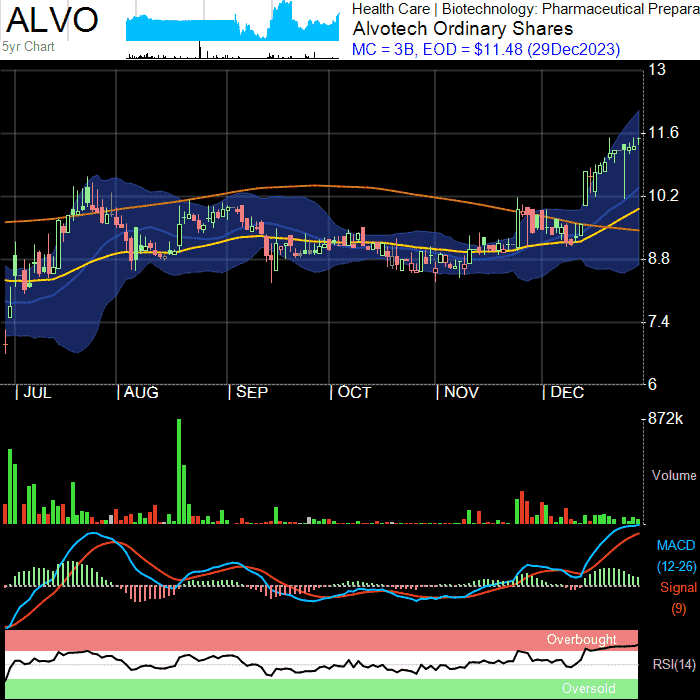 ALVO
5yr Chart
Health Care | Biotechnology: Pharmaceutical Prepara
Alvotech Ordinary Shares
MC = 3B, EOD = $11.48 (29Dec2023)
13
11.6
10.2
8.8
7.4
6
| JUL | AUG | SEP | OCT | NOV | DEC
872k
Volume
MACD
(12-26)
Signal
(9)
Overbought
RSI(14)
Oversold